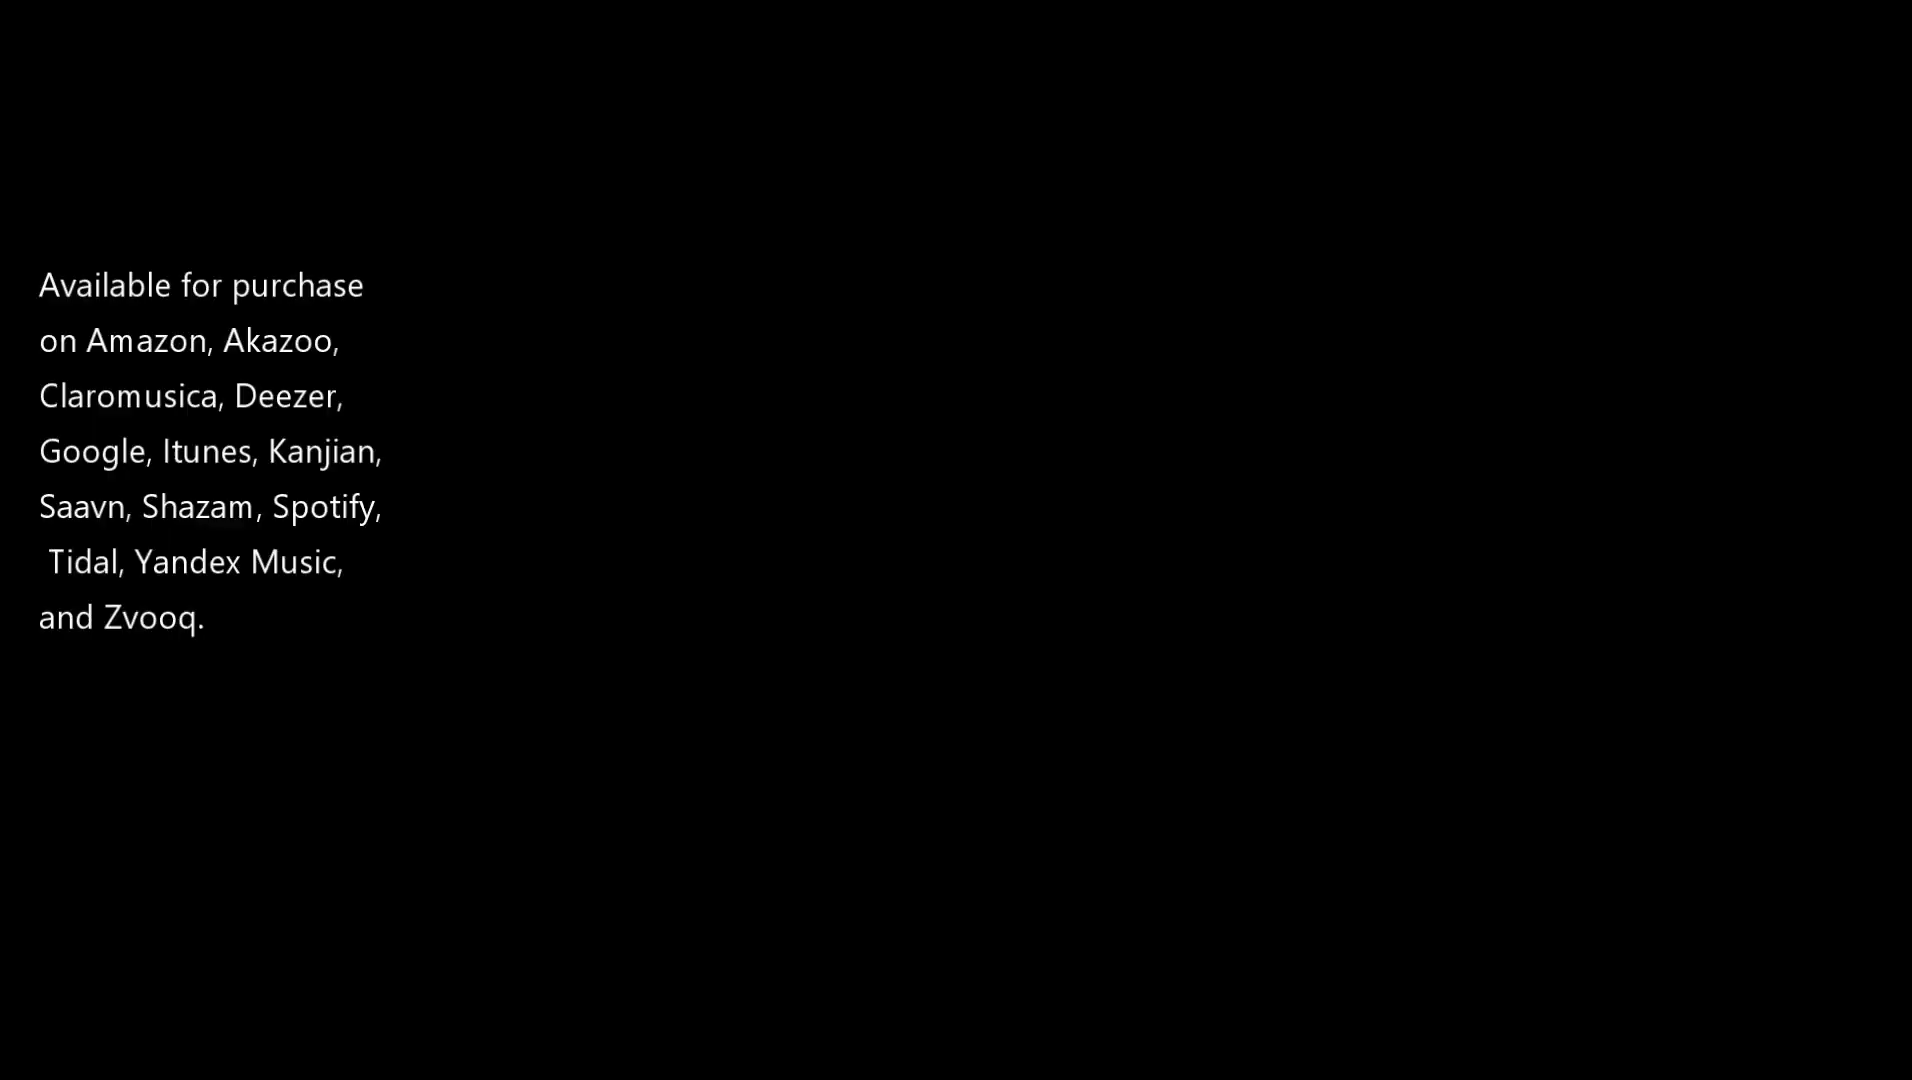 Available for purchase
on Amazon, Akazoo,
Claromusica, Deezer,
Google, Itunes, Kanjian,
Saavn, Shazam, Spotify,
Tidal, Yandex Music,
and Zvooq.